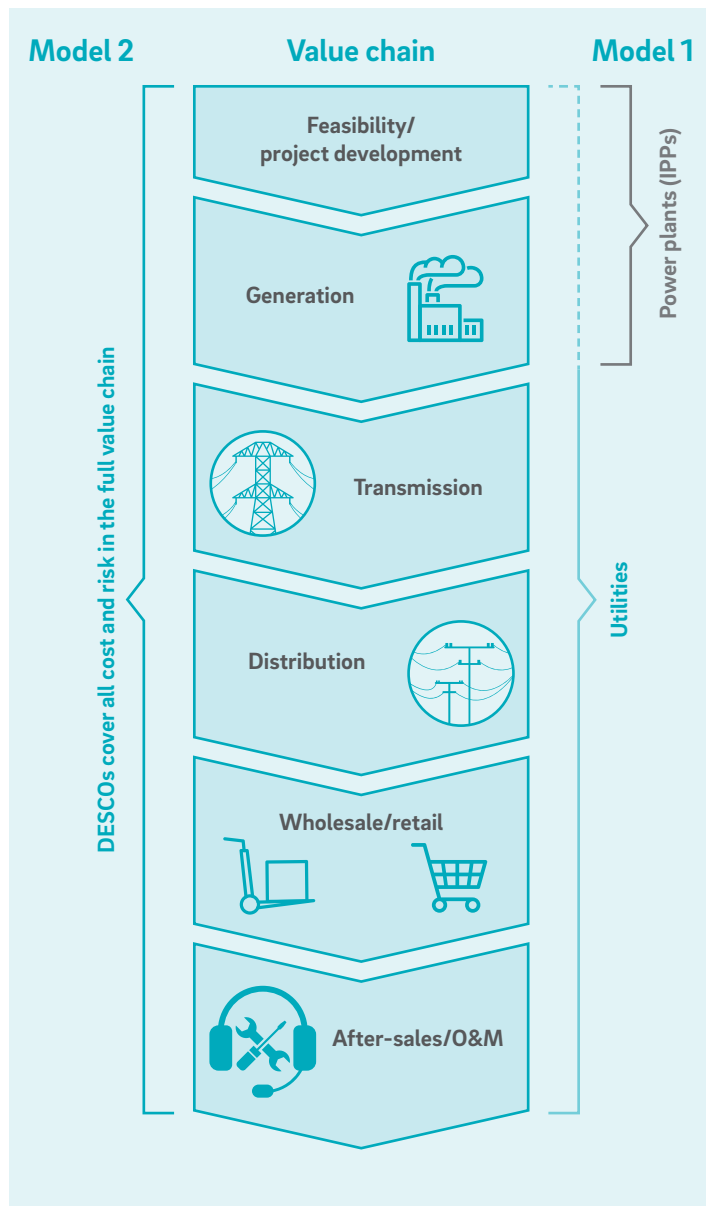 Model 2
Value chain
Model 1
Feasibility/
project development
Generation
Transmission
Distribution
Wholesale/retail
After-sales/O&M
DESCOs cover all cost and risk in the full value chain
Power plants (IPPs)
Utilities